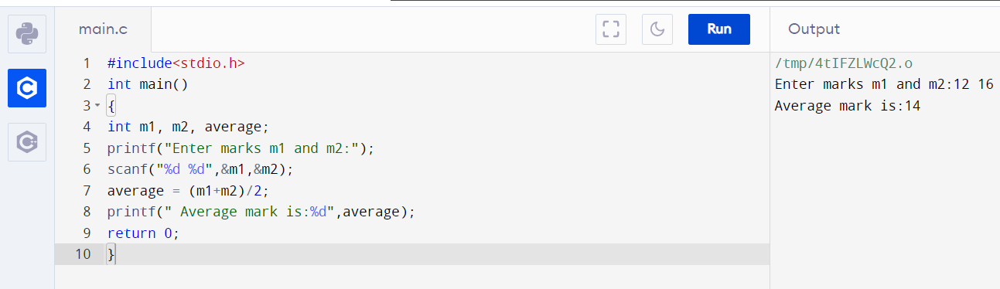 main.c
Run
Output
1 #include<stdio.h>
2 int main()
3 {
4 int m1, m2, average;
5 printf("Enter marks m1 and m2:");
6 scanf("%d %d",&m1,&m2);
7 average = (m1+m2)/2;
8 printf(" Average mark is:%d",average);
9 return 0;
10 }
/tmp/4tIFZLWcQ2.o
Enter marks m1 and m2:12 16
Average mark is:14